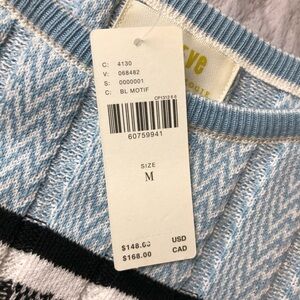 C: 4130
V: 068482
S: 0000001
C: BL MOTIF
60759941
SIZE
M
$148.00 USD
$168.00 CAD